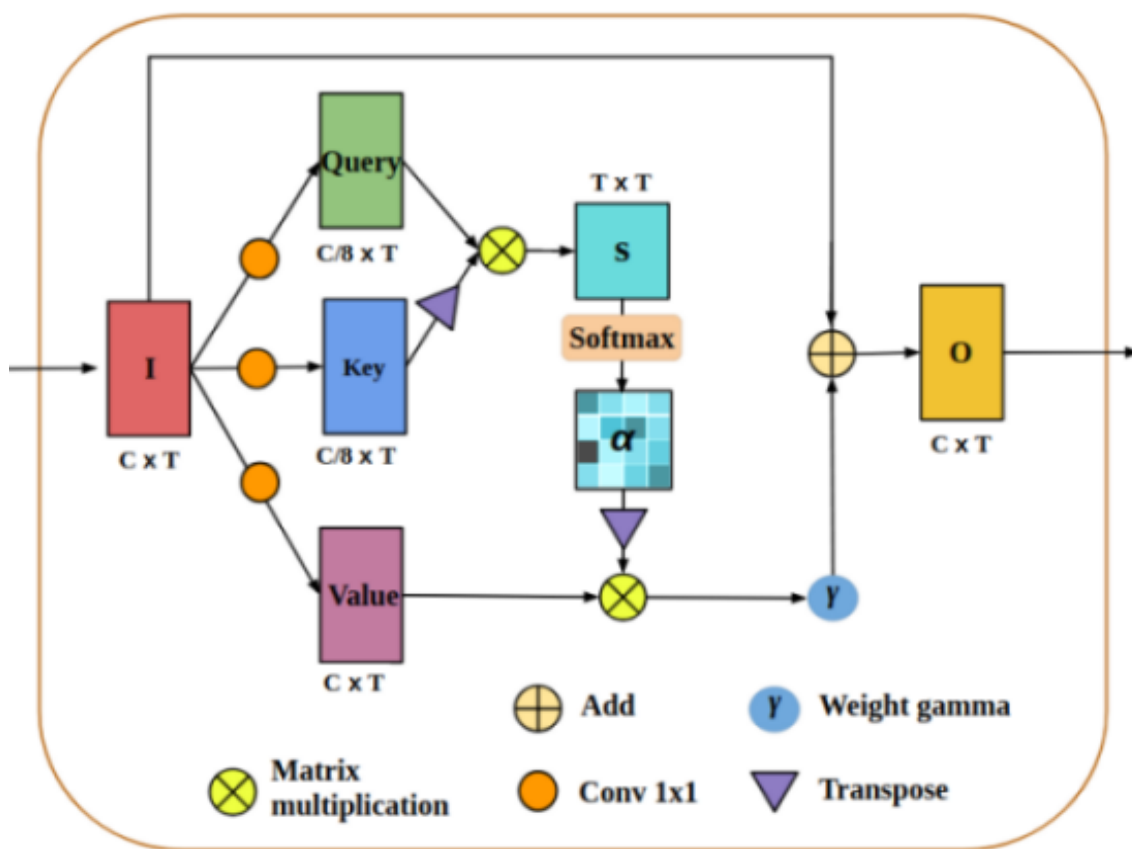 Query
C/8 x T
T x T
s
I
C x T
Key
C/8 x T
Softmax
α
O
C x T
Value
C x T
γ
Add
γ
Weight gamma
Matrix
multiplication
Conv 1x1
Transpose